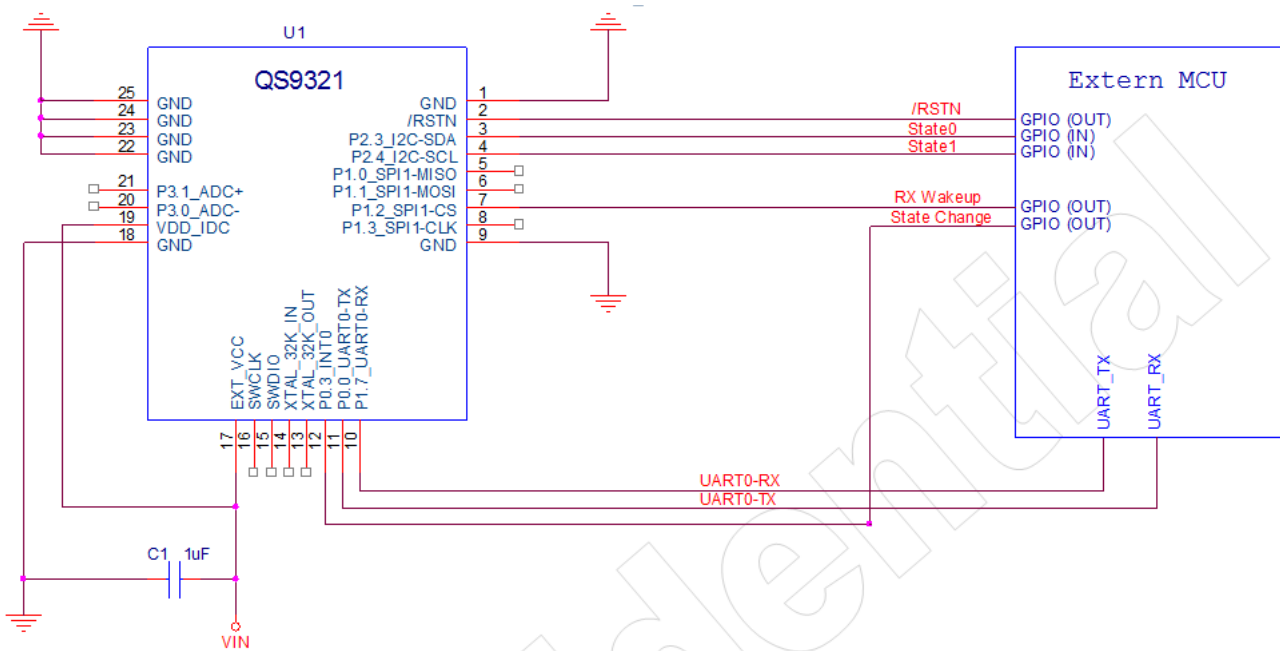 U1
QS9321
25 GND
24 GND
23 GND
22 GND
21 P3.1_ADC+
20 P3.0_ADC-
19 VDD_IDC
18 GND
GND 1
/RSTN 2
P2.3_I2C-SDA 3
P2.4_I2C-SCL 4
P1.0_SPI1-MISO 5
P1.1_SPI1-MOSI 6
P1.2_SPI1-CS 7
P1.3_SPI1-CLK 8
GND 9
EXT_VCC 17
SWCLK 16
SWDIO 15
XTAL_32K_IN 14
XTAL_32K_OUT 13
P0.3_INT0 12
P0.0_UART0-TX 11
P1.7_UART0-RX 10
/RSTN
State0
State1
RX Wakeup
State Change
Extern MCU
GPIO (OUT)
GPIO (IN)
GPIO (IN)
GPIO (OUT)
GPIO (OUT)
UART_TX
UART_RX
UART0-RX
UART0-TX
C1 1uF
VIN
dential